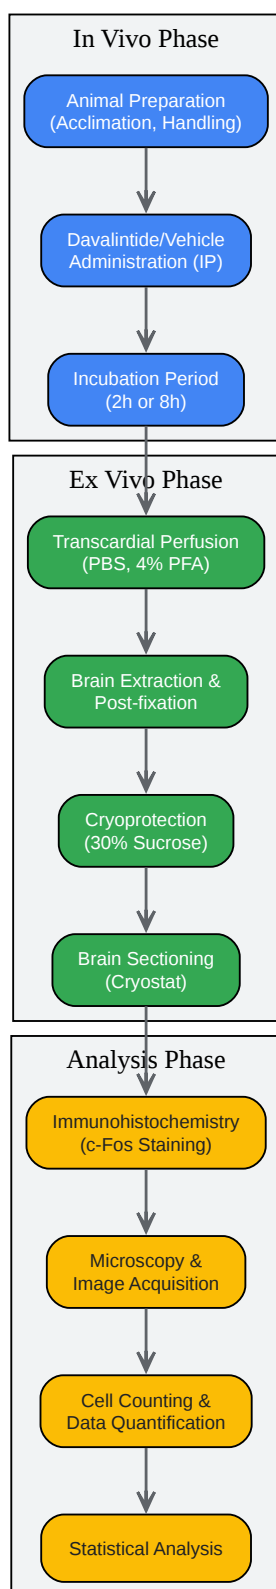 In Vivo Phase
Animal Preparation
(Acclimation, Handling)
Davalintide/Vehicle
Administration (IP)
Incubation Period
(2h or 8h)
Ex Vivo Phase
Transcardial Perfusion
(PBS, 4% PFA)
Brain Extraction &
Post-fixation
Cryoprotection
(30% Sucrose)
Brain Sectioning
(Cryostat)
Analysis Phase
Immunohistochemistry
(c-Fos Staining)
Microscopy &
Image Acquisition
Cell Counting &
Data Quantification
Statistical Analysis